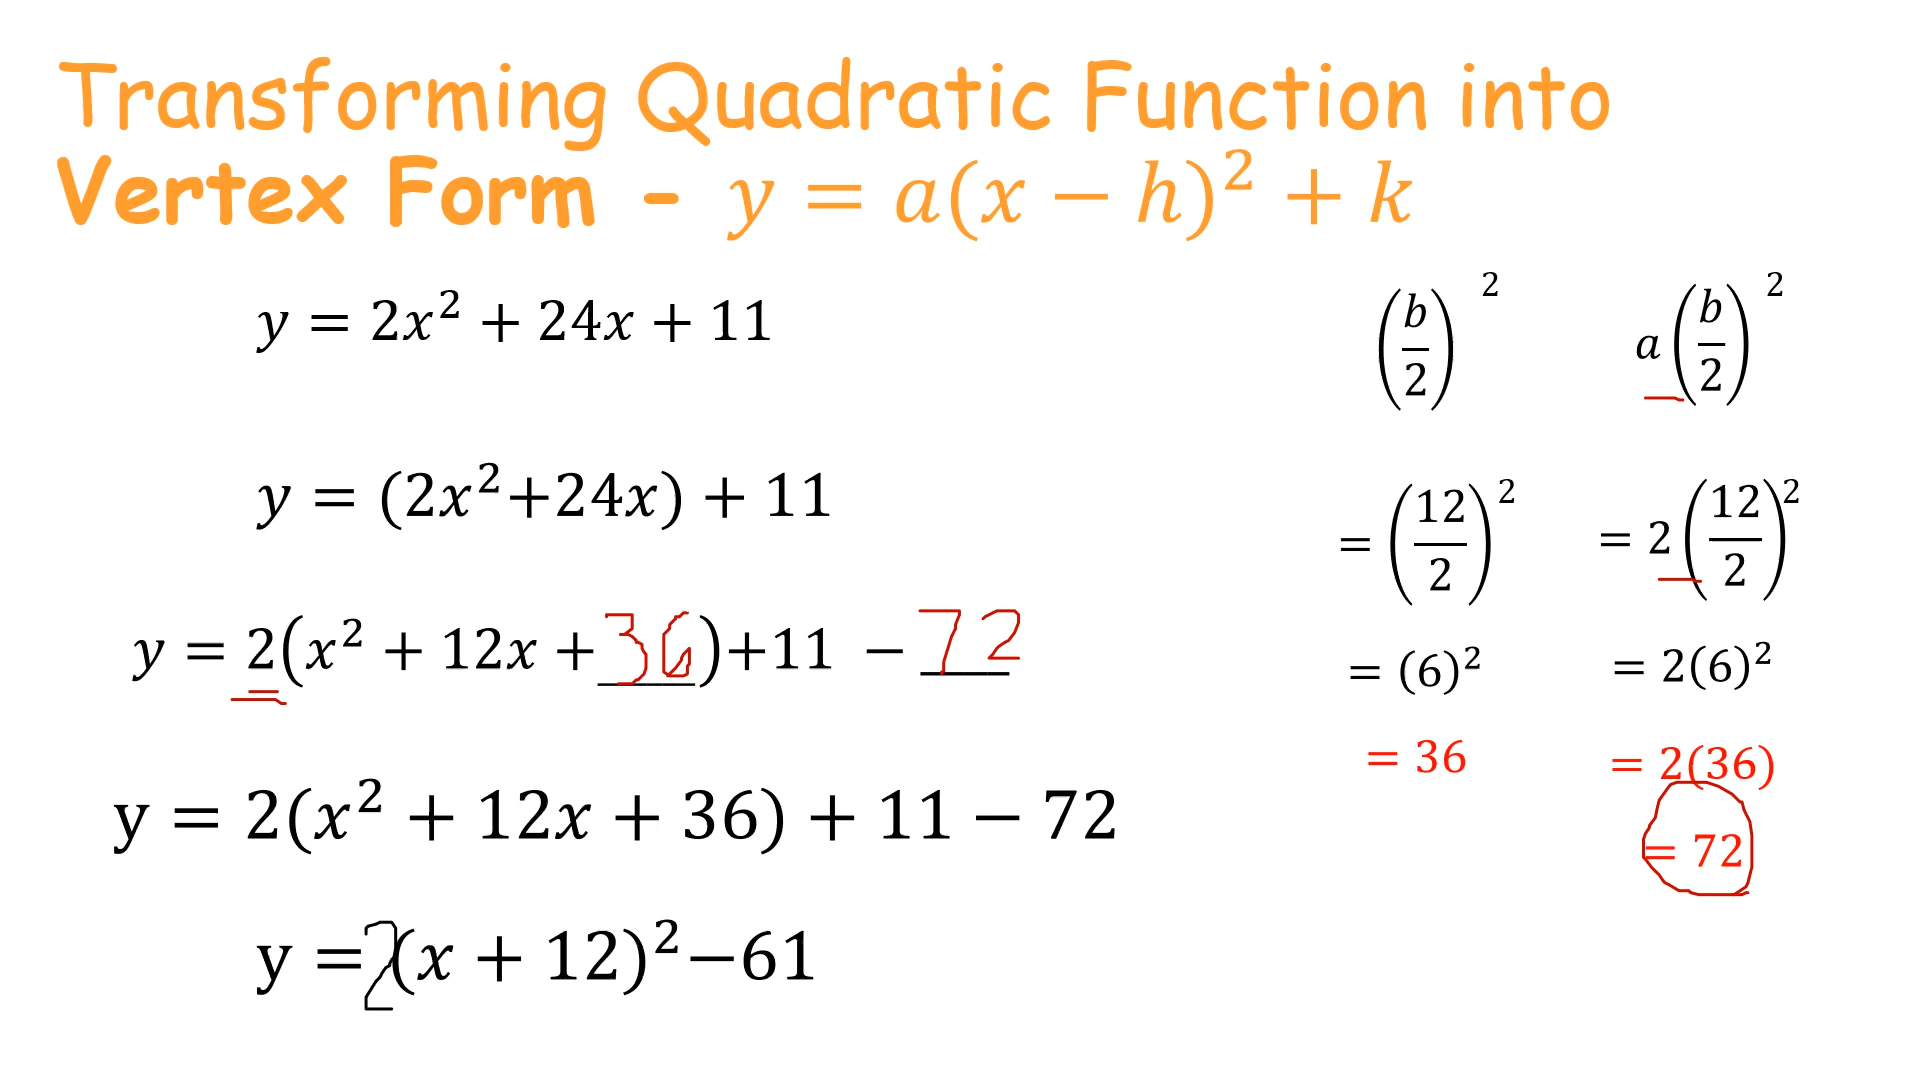 Transforming Quadratic Function into
Vertex Form - y = a(x − h)² + k
y = 2x² + 24x + 11
y = (2x²+24x) + 11
y = 2(x² + 12x + 36)+11 − 72
y = 2(x² + 12x + 36) + 11 − 72
y = 2(x + 12)²−61
(b/2)²
= (12/2)²
= (6)²
= 36
a(b/2)²
= 2(12/2)²
= 2(6)²
= 2(36)
= 72